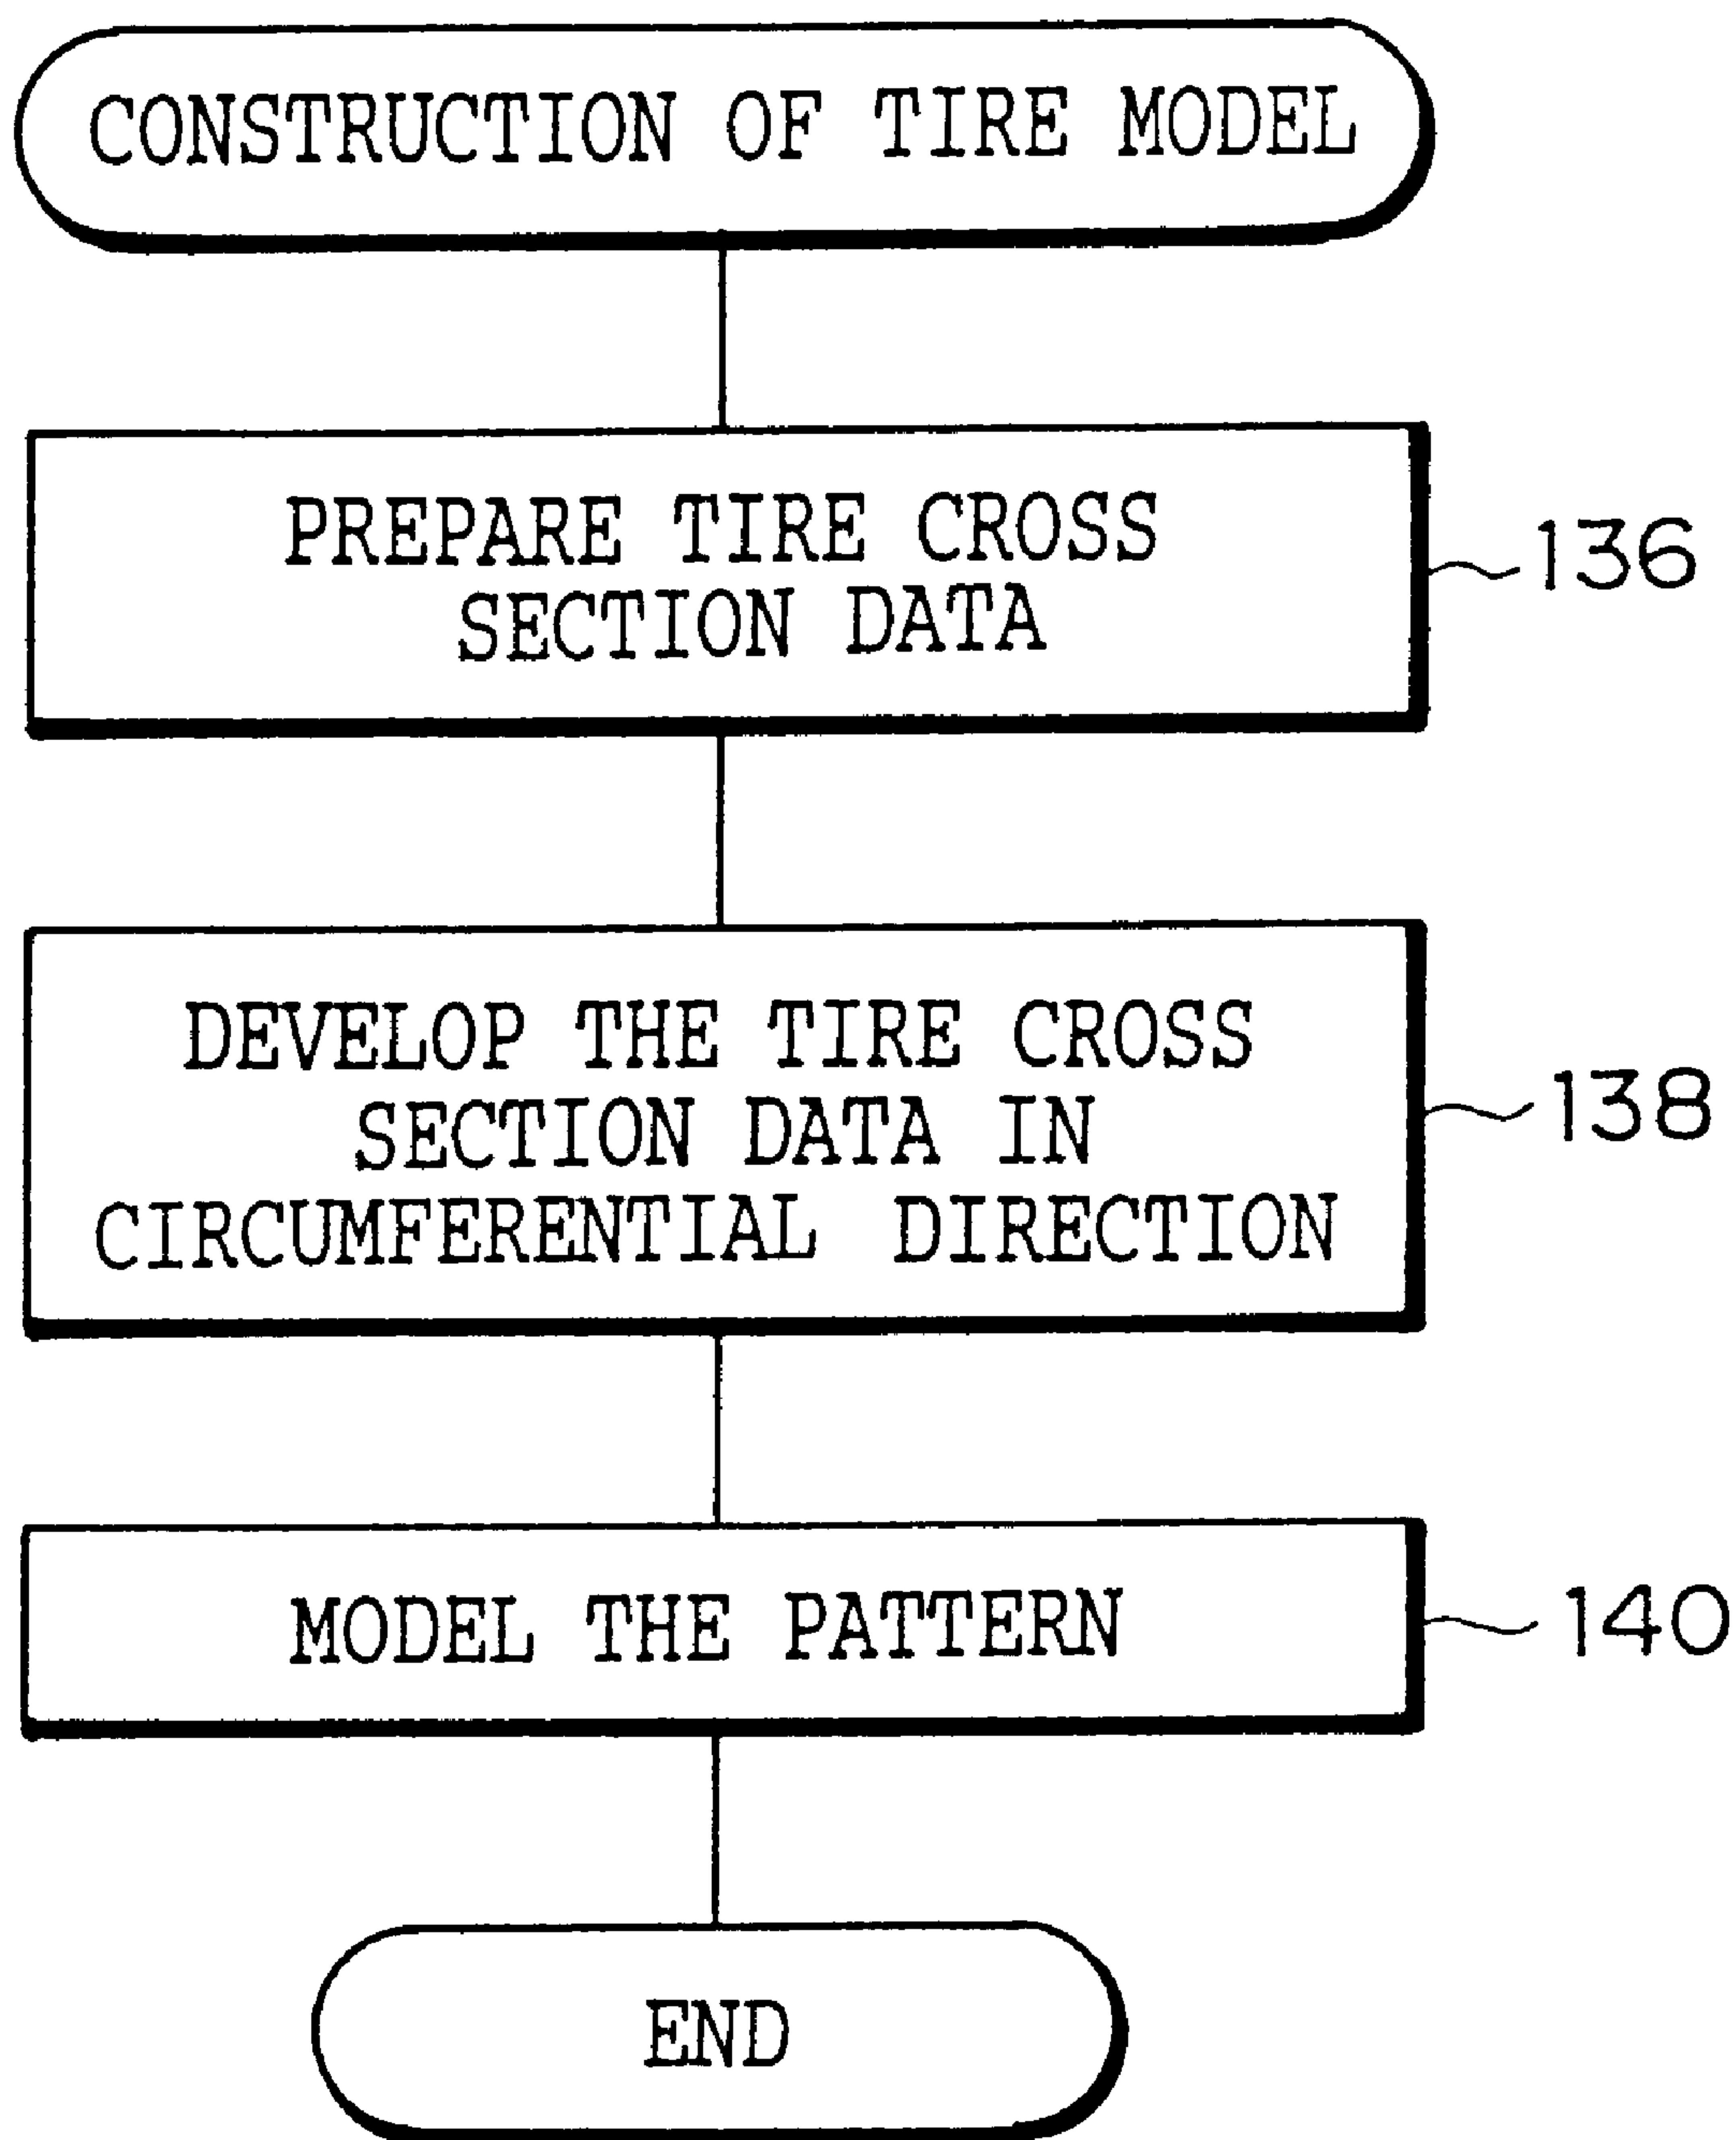 CONSTRUCTION OF TIRE MODEL
PREPARE TIRE CROSS
SECTION DATA
136
DEVELOP THE TIRE CROSS
SECTION DATA IN
CIRCUMFERENTIAL DIRECTION
138
MODEL THE PATTERN
140
END